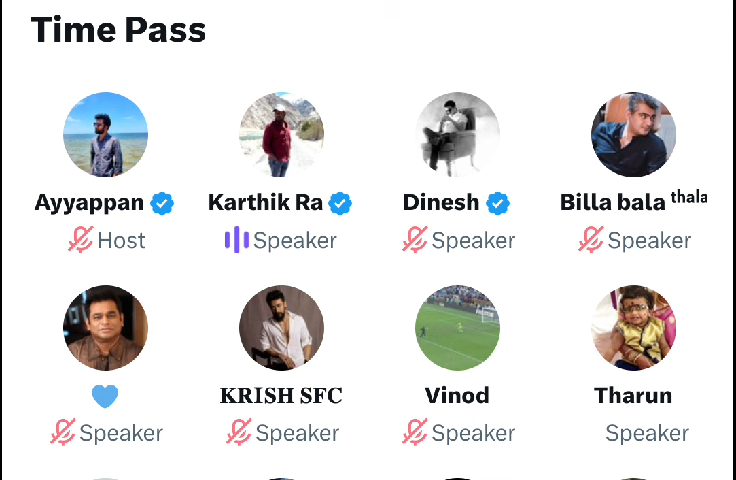 Time Pass
Ayyappan Karthik Ra Dinesh Billa bala ᵗʰᵃˡᵃ
Host Speaker Speaker Speaker
💙 𝐊𝐑𝐈𝐒𝐇 𝐒𝐅𝐂 Vinod Tharun
Speaker Speaker Speaker Speaker